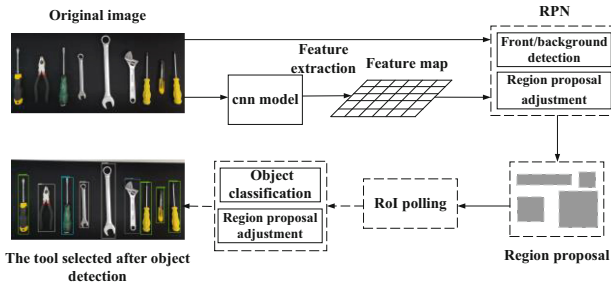 Original image
RPN
Feature
extraction
Feature map
Front/background
detection
cnn model
Region proposal
adjustment
Object
classification
Region proposal
adjustment
RoI polling
Region proposal
The tool selected after object
detection